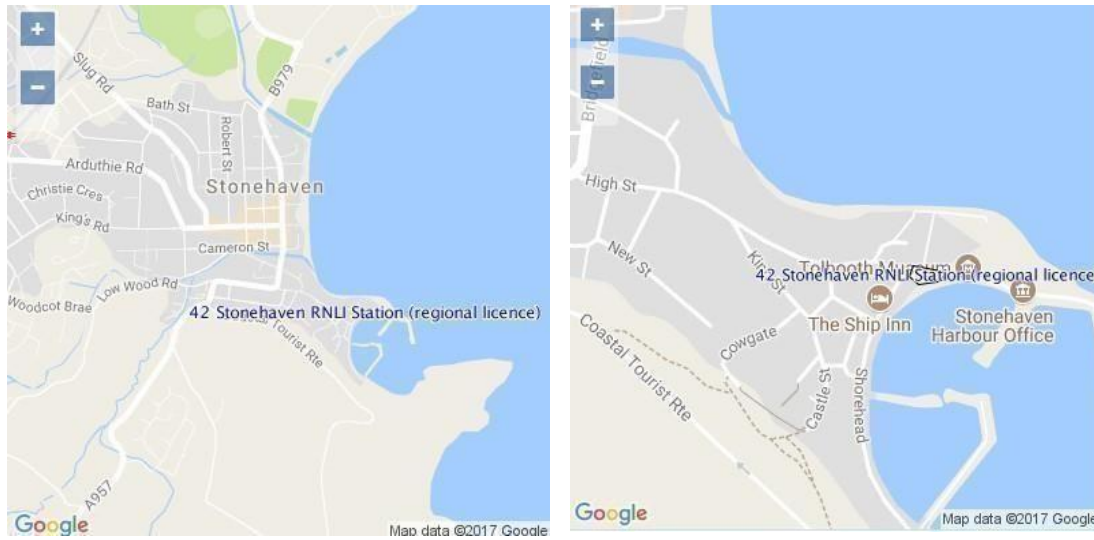 +
−
Slug Rd
B979
Bath St
Robert St
Arduthie Rd
Stonehaven
Christie Cres
King's Rd
Cameron St
Low Wood Rd
Woodcot Brae
42 Stonehaven RNLI Station (regional licence)
Tourist Rte
A957
Google
Map data ©2017 Google
+
−
Bridgefield
High St
New St
King St
Tolbooth Museum
42 Stonehaven RNLI Station (regional licence
The Ship Inn
Stonehaven
Harbour Office
Cowgate
Coastal Tourist Rte
Castle St
Shorehead
Google
Map data ©2017 Google